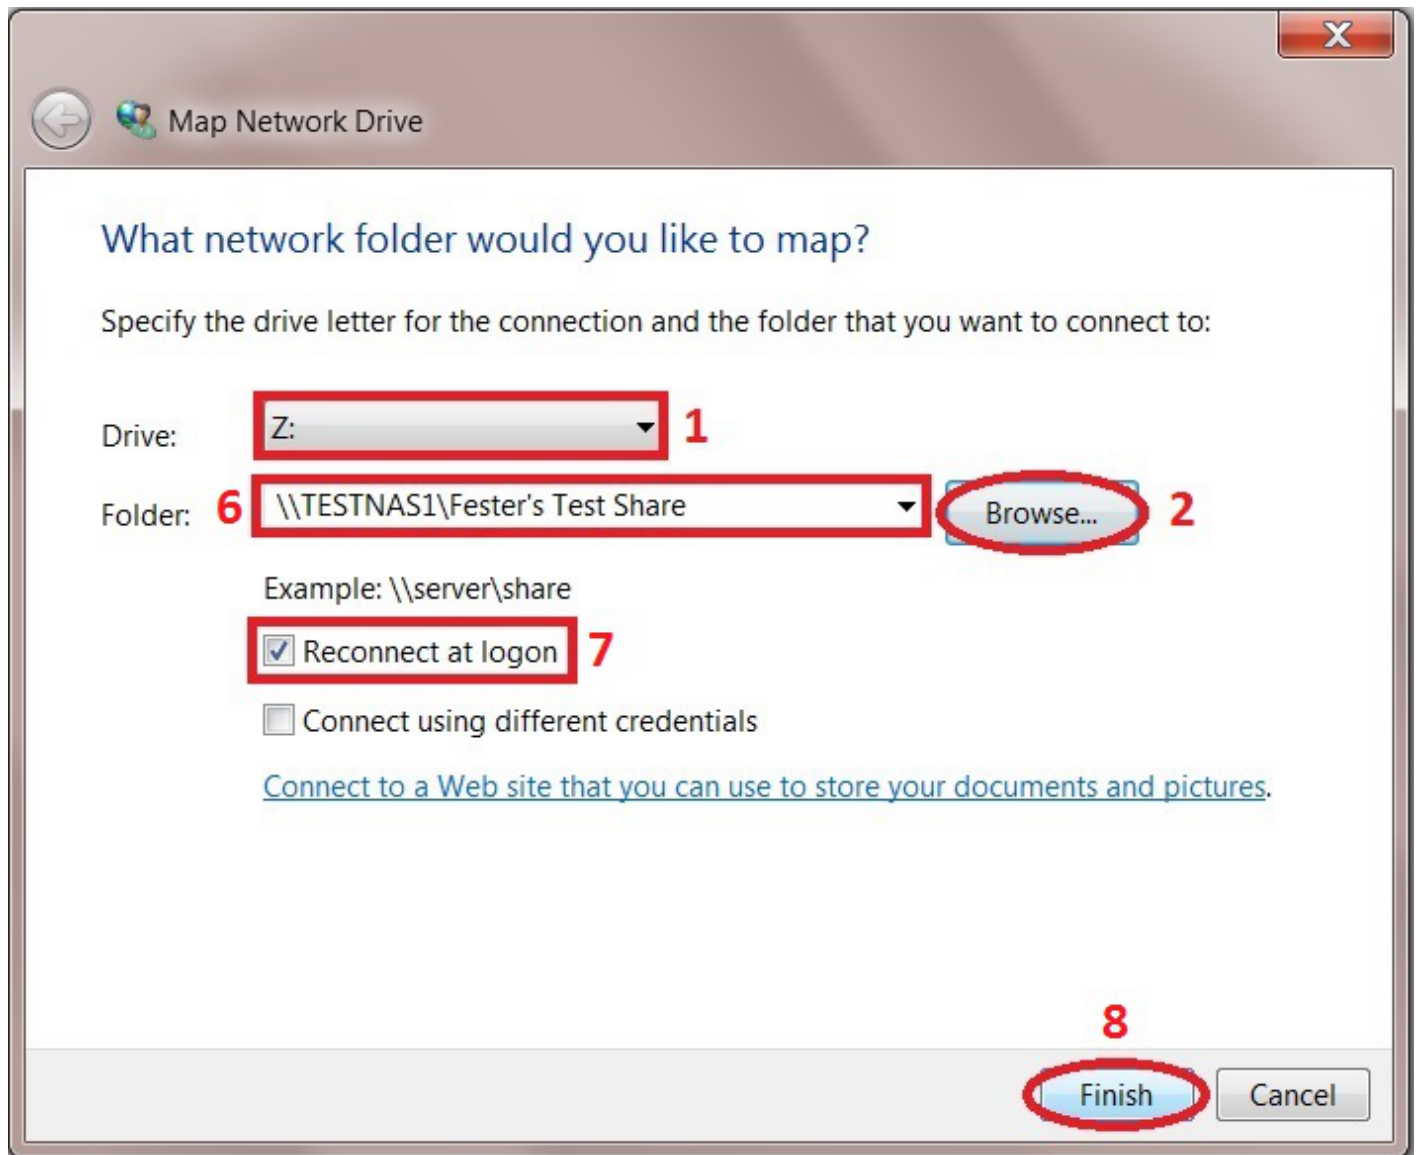 X
Map Network Drive
What network folder would you like to map?
Specify the drive letter for the connection and the folder that you want to connect to:
Drive: Z: 1
Folder: 6 \\TESTNAS1\Fester's Test Share Browse... 2
Example: \\server\share
Reconnect at logon 7
Connect using different credentials
Connect to a Web site that you can use to store your documents and pictures.
8
Finish Cancel